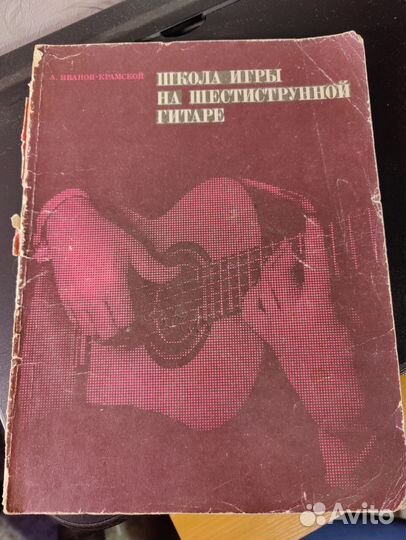 А. ИВАНОВ-КРАМСКОЙ
ШКОЛА ИГРЫ
НА ШЕСТИСТРУННОЙ
ГИТАРЕ
Avito